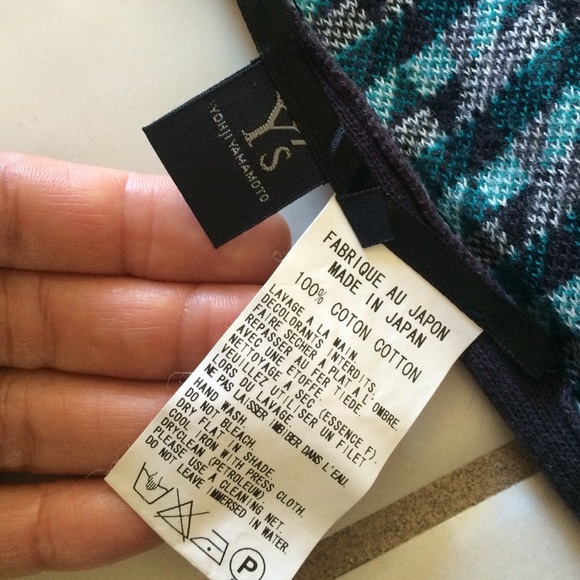 Y's
YOHJI YAMAMOTO
FABRIQUE AU JAPON
MADE IN JAPAN
100% COTON COTTON
LAVAGE A LA MAIN.
DECOLORANTS INTERDITS.
FAIRE SECHER A PLAT A L'OMBRE.
REPASSER AU FER TIEDE.
AVEC UNE ETOFFE.
NETTOYAGE A SEC (ESSENCE F).
VEUILLEZ UTILISER UN FILET
LORS DU LAVAGE
NE PAS LAISSER IMBIBER DANS L'EAU.
HAND WASH.
DO NOT BLEACH
DRY FLAT IN SHADE.
COOL IRON WITH PRESS CLOTH.
DRYCLEAN (PETROLEUM)
PLEASE USE A CLEANING NET.
DO NOT LEAVE IMMERSED IN WATER.
P